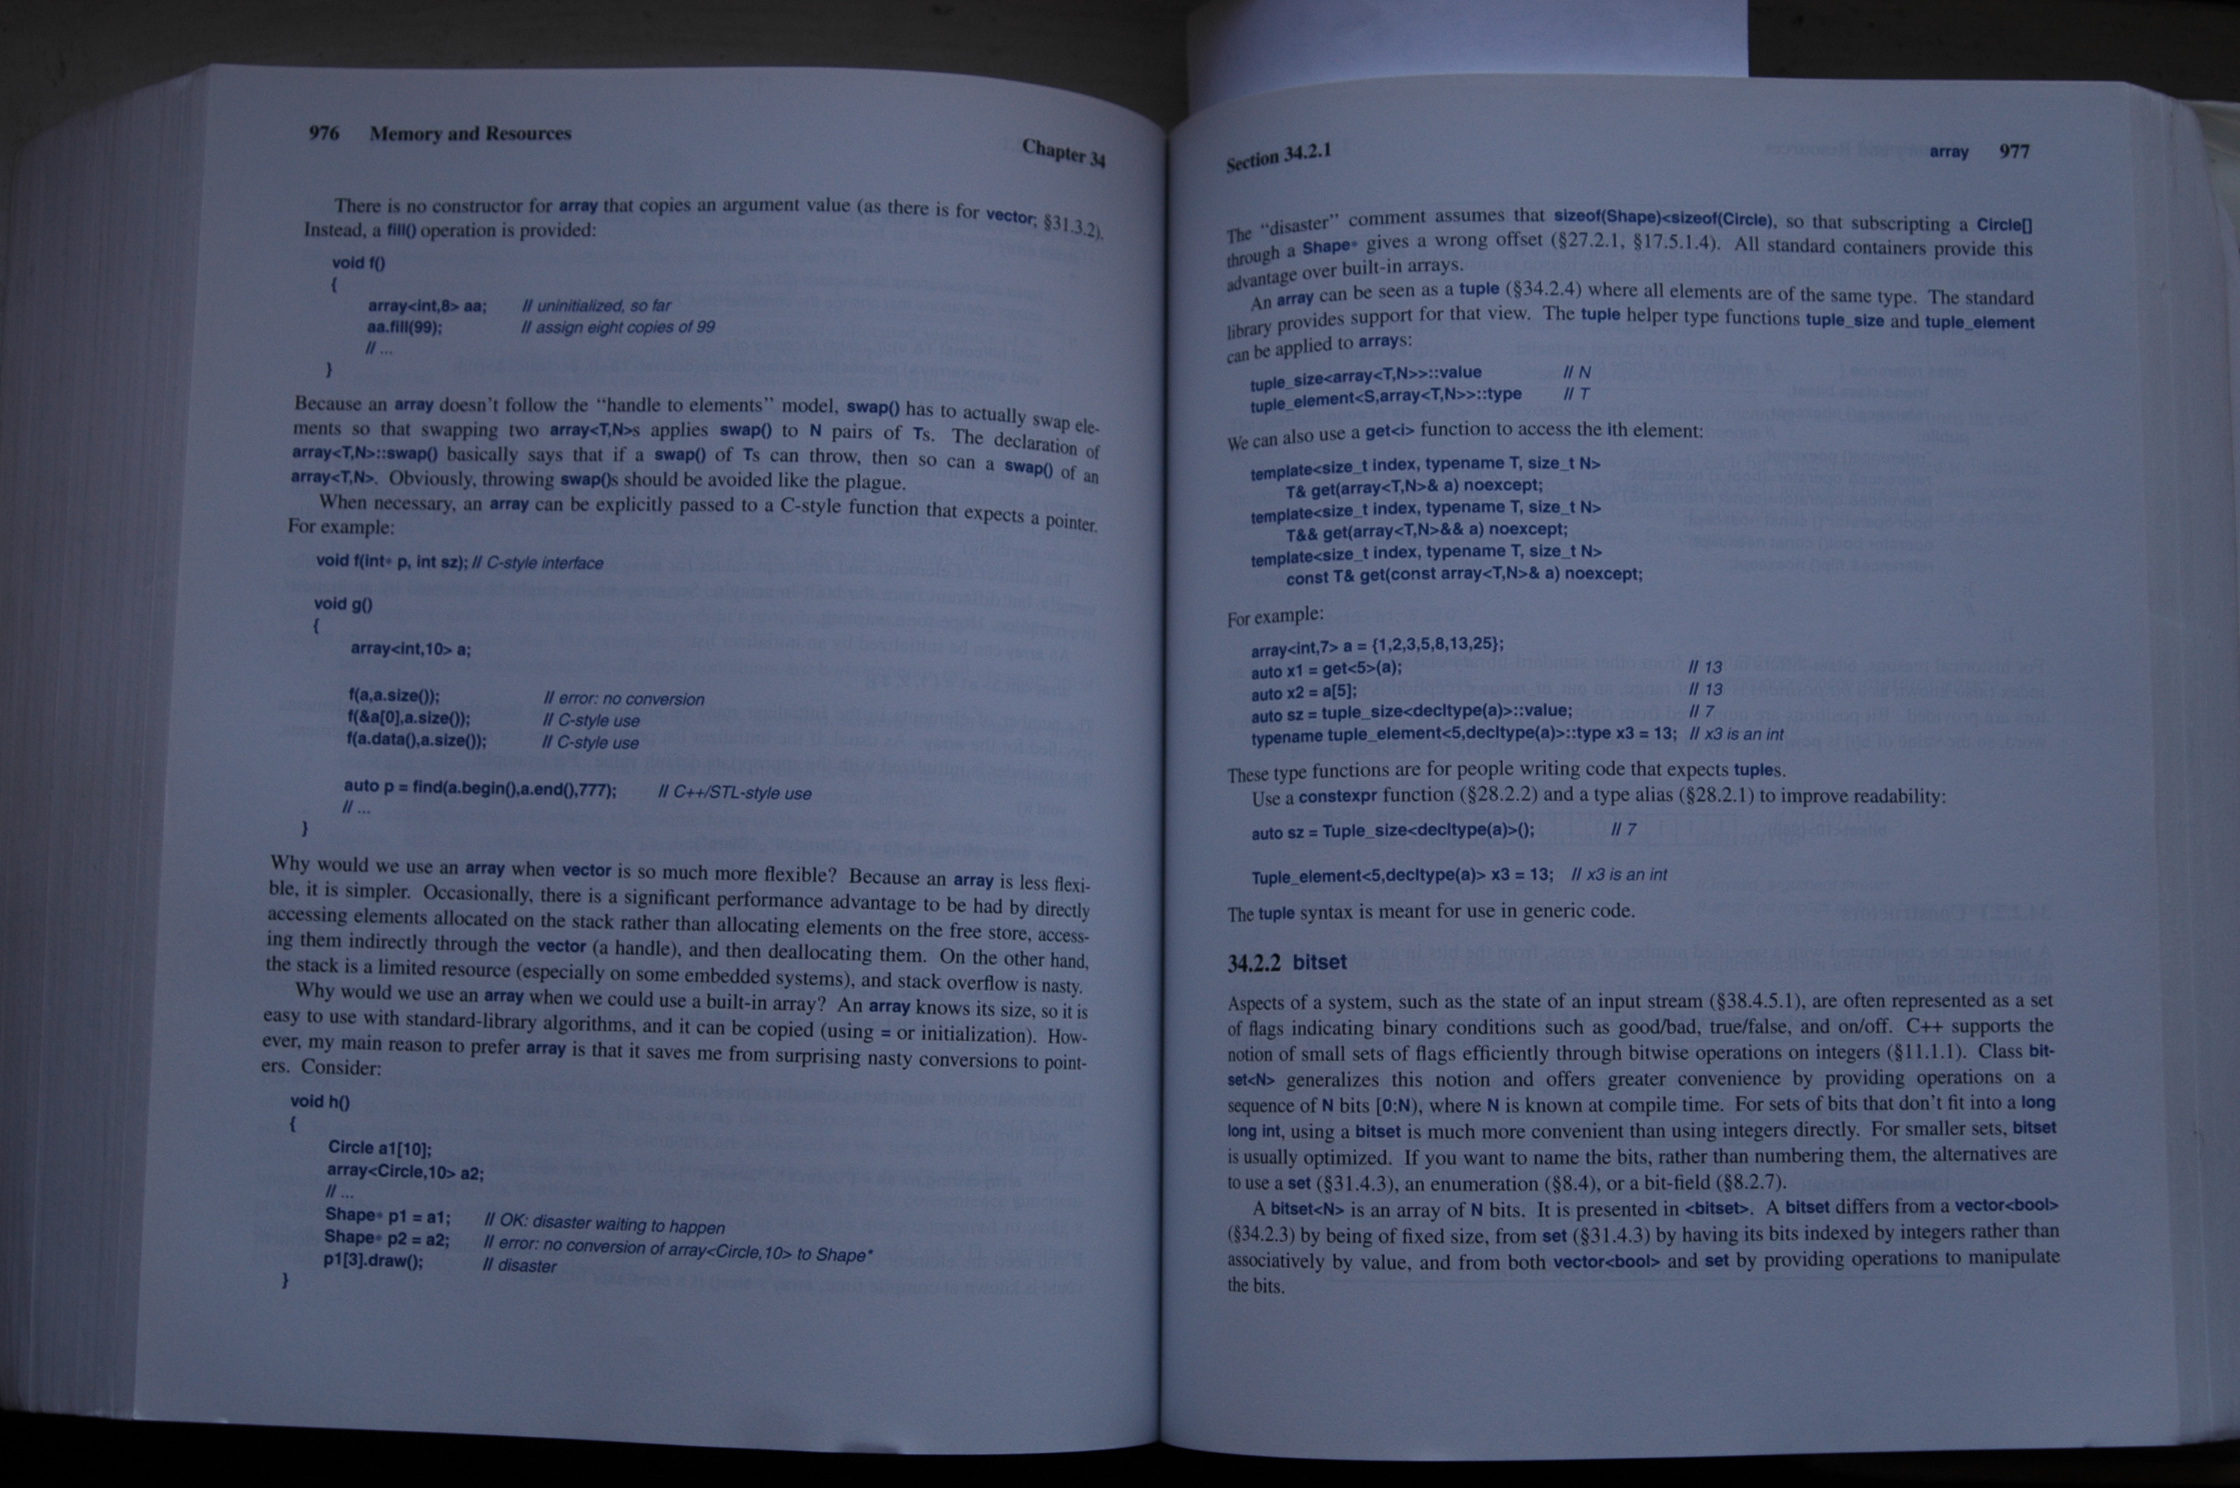 976 Memory and Resources Chapter 34
There is no constructor for array that copies an argument value (as there is for vector; §31.3.2).
Instead, a fill() operation is provided:
void f()
{
array<int,8> aa; // uninitialized, so far
aa.fill(99); // assign eight copies of 99
// ...
}
Because an array doesn’t follow the “handle to elements” model, swap() has to actually swap ele-
ments so that swapping two array<T,N>s applies swap() to N pairs of Ts. The declaration of
array<T,N>::swap() basically says that if a swap() of Ts can throw, then so can a swap() of an
array<T,N>. Obviously, throwing swap()s should be avoided like the plague.
When necessary, an array can be explicitly passed to a C-style function that expects a pointer.
For example:
void f(int* p, int sz); // C-style interface
void g()
{
array<int,10> a;
f(a,a.size()); // error: no conversion
f(&a[0],a.size()); // C-style use
f(a.data(),a.size()); // C-style use
auto p = find(a.begin(),a.end(),777); // C++/STL-style use
// ...
}
Why would we use an array when vector is so much more flexible? Because an array is less flexi-
ble, it is simpler. Occasionally, there is a significant performance advantage to be had by directly
accessing elements allocated on the stack rather than allocating elements on the free store, access-
ing them indirectly through the vector (a handle), and then deallocating them. On the other hand,
the stack is a limited resource (especially on some embedded systems), and stack overflow is nasty.
Why would we use an array when we could use a built-in array? An array knows its size, so it is
easy to use with standard-library algorithms, and it can be copied (using = or initialization). How-
ever, my main reason to prefer array is that it saves me from surprising nasty conversions to point-
ers. Consider:
void h()
{
Circle a1[10];
array<Circle,10> a2;
// ...
Shape* p1 = a1; // OK: disaster waiting to happen
Shape* p2 = a2; // error: no conversion of array<Circle,10> to Shape*
p1[3].draw(); // disaster
}
Section 34.2.1 array 977
The “disaster” comment assumes that sizeof(Shape)<sizeof(Circle), so that subscripting a Circle[]
through a Shape* gives a wrong offset (§27.2.1, §17.5.1.4). All standard containers provide this
advantage over built-in arrays.
An array can be seen as a tuple (§34.2.4) where all elements are of the same type. The standard
library provides support for that view. The tuple helper type functions tuple_size and tuple_element
can be applied to arrays:
tuple_size<array<T,N>>::value // N
tuple_element<S,array<T,N>>::type // T
We can also use a get<i> function to access the ith element:
template<size_t index, typename T, size_t N>
T& get(array<T,N>& a) noexcept;
template<size_t index, typename T, size_t N>
T&& get(array<T,N>&& a) noexcept;
template<size_t index, typename T, size_t N>
const T& get(const array<T,N>& a) noexcept;
For example:
array<int,7> a = {1,2,3,5,8,13,25};
auto x1 = get<5>(a); // 13
auto x2 = a[5]; // 13
auto sz = tuple_size<decltype(a)>::value; // 7
typename tuple_element<5,decltype(a)>::type x3 = 13; // x3 is an int
These type functions are for people writing code that expects tuples.
Use a constexpr function (§28.2.2) and a type alias (§28.2.1) to improve readability:
auto sz = Tuple_size<decltype(a)>(); // 7
Tuple_element<5,decltype(a)> x3 = 13; // x3 is an int
The tuple syntax is meant for use in generic code.
34.2.2 bitset
Aspects of a system, such as the state of an input stream (§38.4.5.1), are often represented as a set
of flags indicating binary conditions such as good/bad, true/false, and on/off. C++ supports the
notion of small sets of flags efficiently through bitwise operations on integers (§11.1.1). Class bit-
set<N> generalizes this notion and offers greater convenience by providing operations on a
sequence of N bits [0:N), where N is known at compile time. For sets of bits that don’t fit into a long
long int, using a bitset is much more convenient than using integers directly. For smaller sets, bitset
is usually optimized. If you want to name the bits, rather than numbering them, the alternatives are
to use a set (§31.4.3), an enumeration (§8.4), or a bit-field (§8.2.7).
A bitset<N> is an array of N bits. It is presented in <bitset>. A bitset differs from a vector<bool>
(§34.2.3) by being of fixed size, from set (§31.4.3) by having its bits indexed by integers rather than
associatively by value, and from both vector<bool> and set by providing operations to manipulate
the bits.